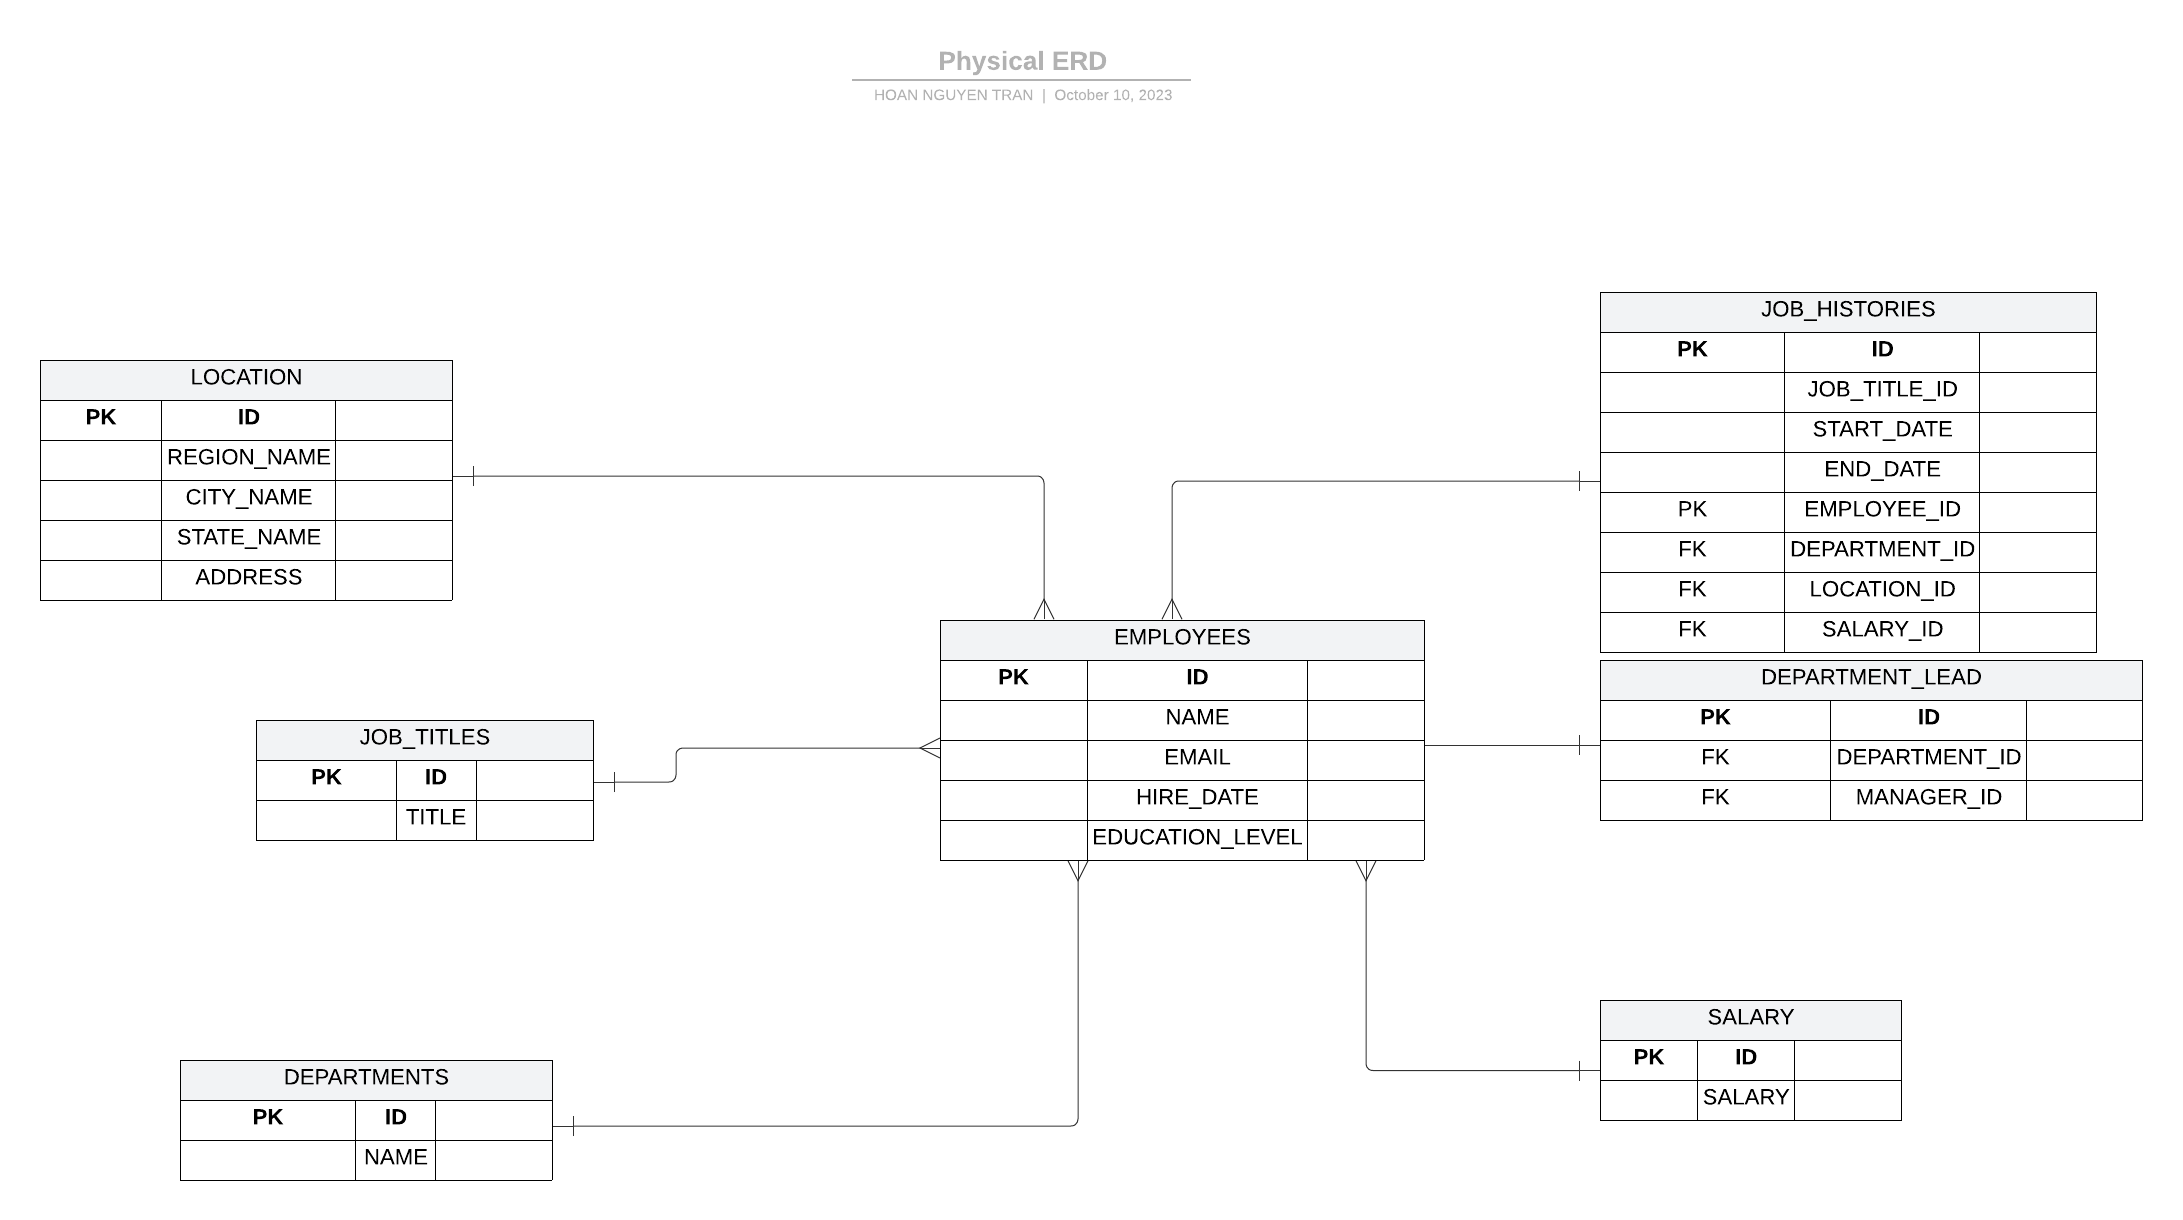 Physical ERD
HOAN NGUYEN TRAN | October 10, 2023
LOCATION
PK ID
REGION_NAME
CITY_NAME
STATE_NAME
ADDRESS
JOB_HISTORIES
PK ID
JOB_TITLE_ID
START_DATE
END_DATE
PK EMPLOYEE_ID
FK DEPARTMENT_ID
FK LOCATION_ID
FK SALARY_ID
EMPLOYEES
PK ID
NAME
EMAIL
HIRE_DATE
EDUCATION_LEVEL
DEPARTMENT_LEAD
PK ID
FK DEPARTMENT_ID
FK MANAGER_ID
JOB_TITLES
PK ID
TITLE
DEPARTMENTS
PK ID
NAME
SALARY
PK ID
SALARY